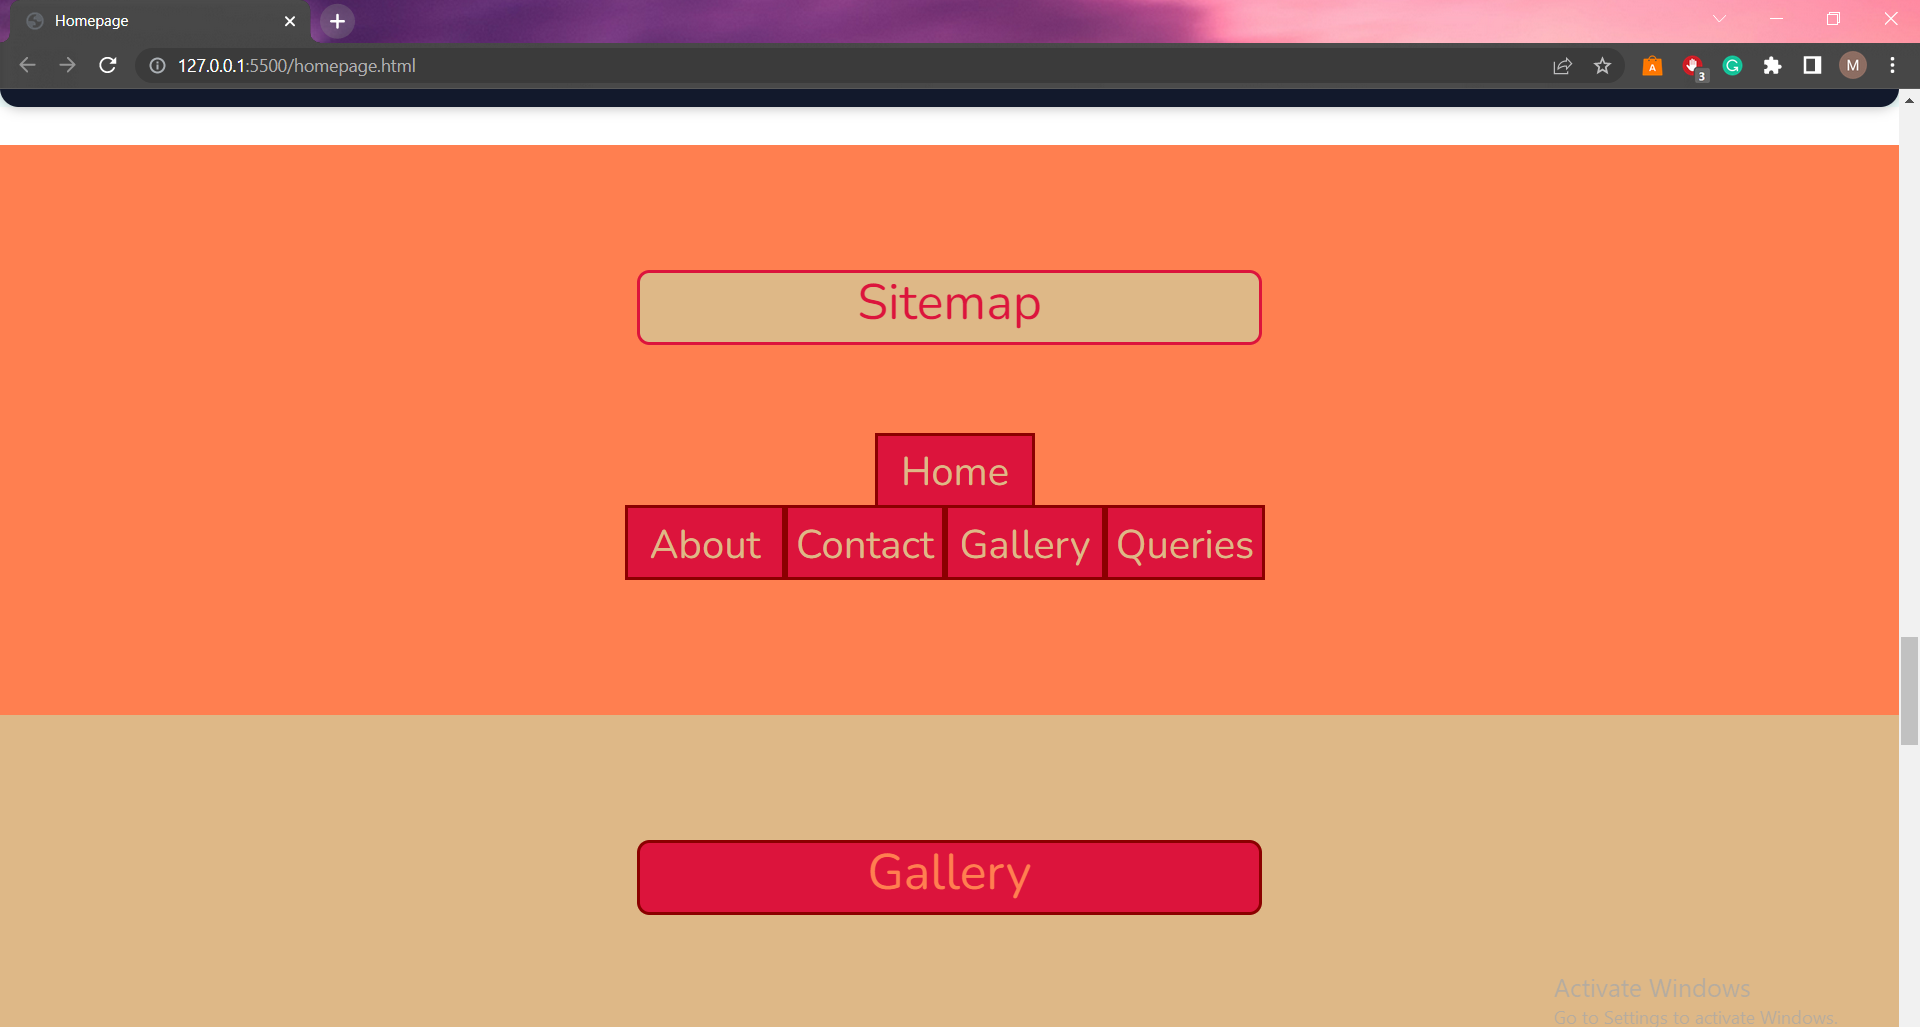 Homepage
127.0.0.1:5500/homepage.html
A
3
G
M
Sitemap
Home
About Contact Gallery Queries
Gallery
Activate Windows
Go to Settings to activate Windows.